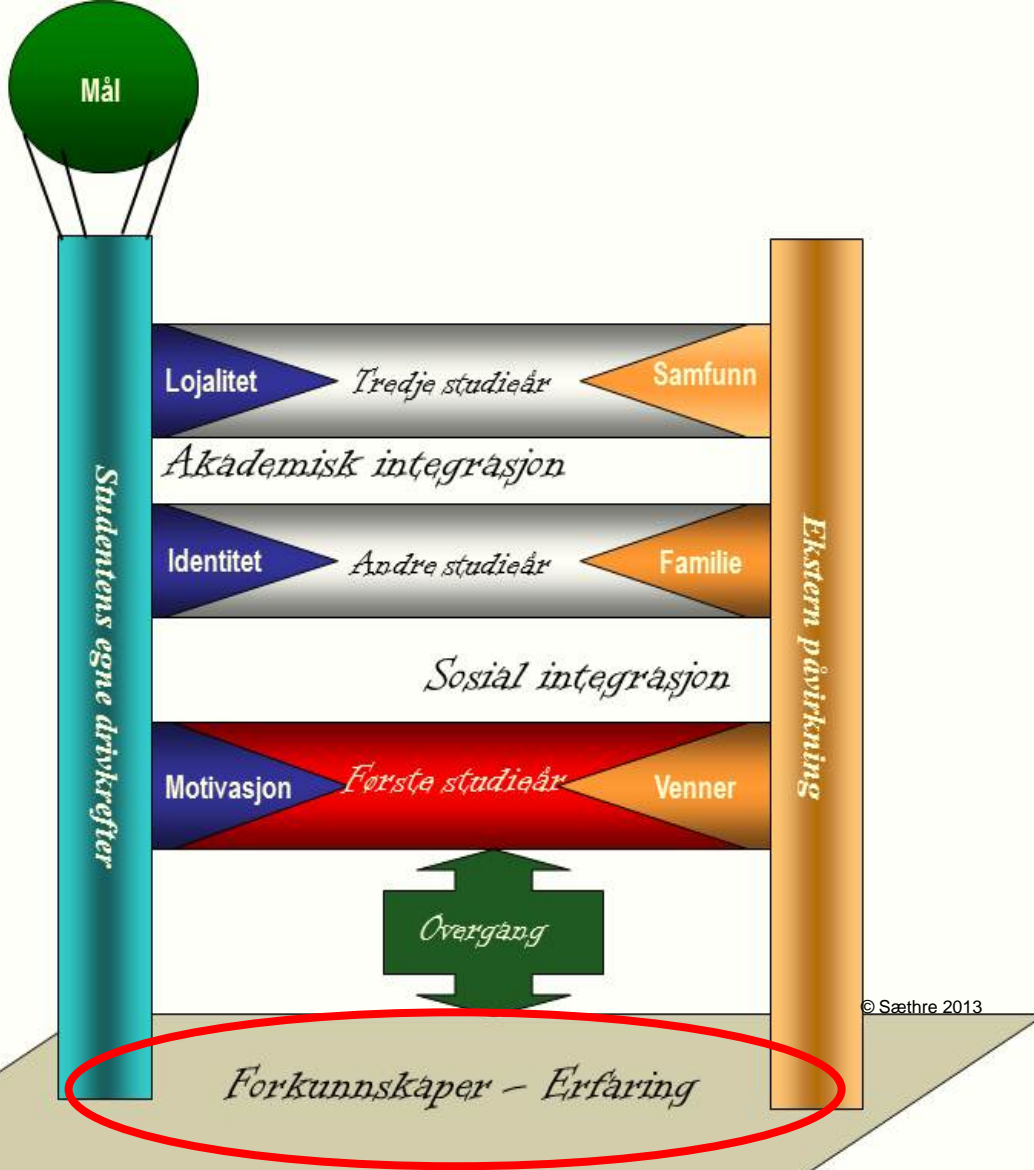 Mål
Lojalitet
Tredje studieår
Samfunn
Akademisk integrasjon
Identitet
Andre studieår
Familie
Studentens egne drivkrefter
Ekstern påvirkning
Sosial integrasjon
Motivasjon
Første studieår
Venner
Overgang
© Sæthre 2013
Forkunnskaper – Erfaring